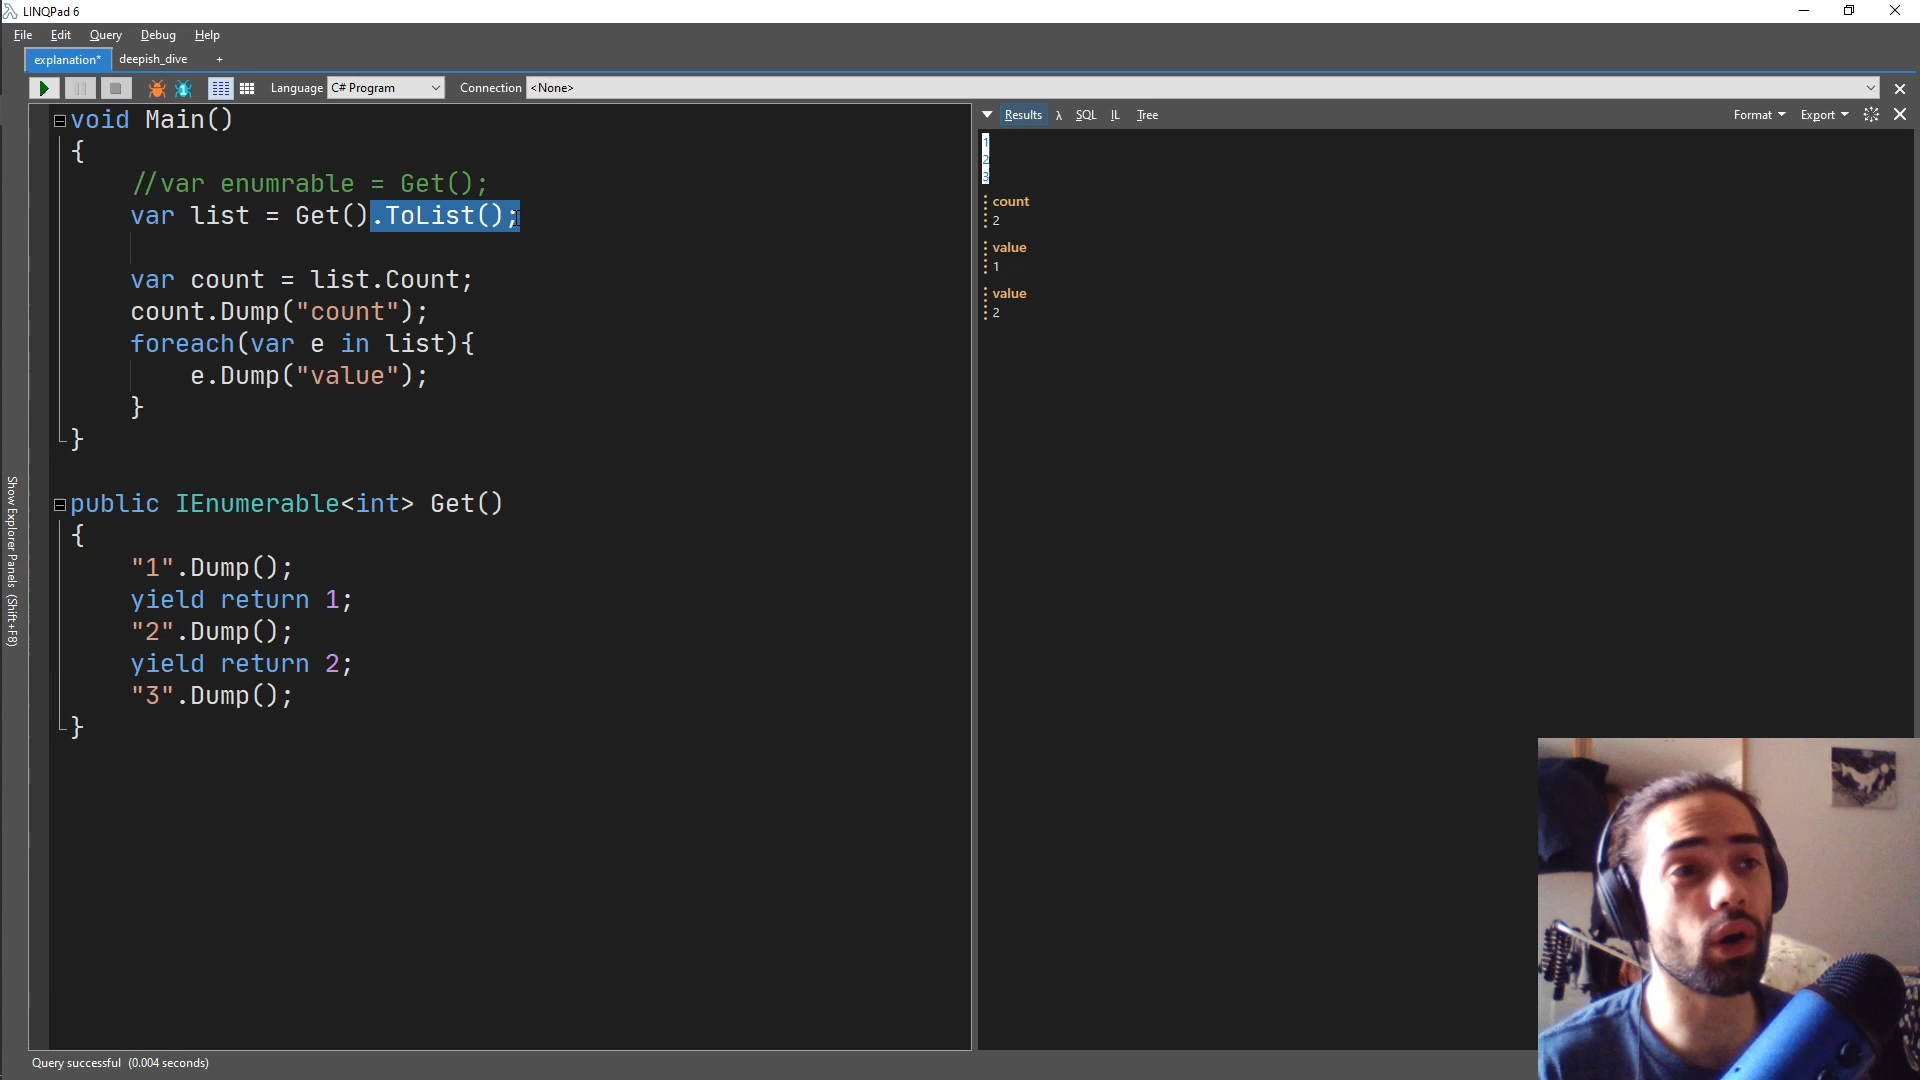 LINQPad 6
File Edit Query Debug Help
explanation* deepish_dive +
Language C# Program Connection <None>
void Main()
{
//var enumrable = Get();
var list = Get().ToList();
var count = list.Count;
count.Dump("count");
foreach(var e in list){
e.Dump("value");
}
}
public IEnumerable<int> Get()
{
"1".Dump();
yield return 1;
"2".Dump();
yield return 2;
"3".Dump();
}
Show Explorer Panels (Shift+F8)
Results λ SQL IL Tree Format Export
1
2
3
count
2
value
1
value
2
Query successful (0.004 seconds)